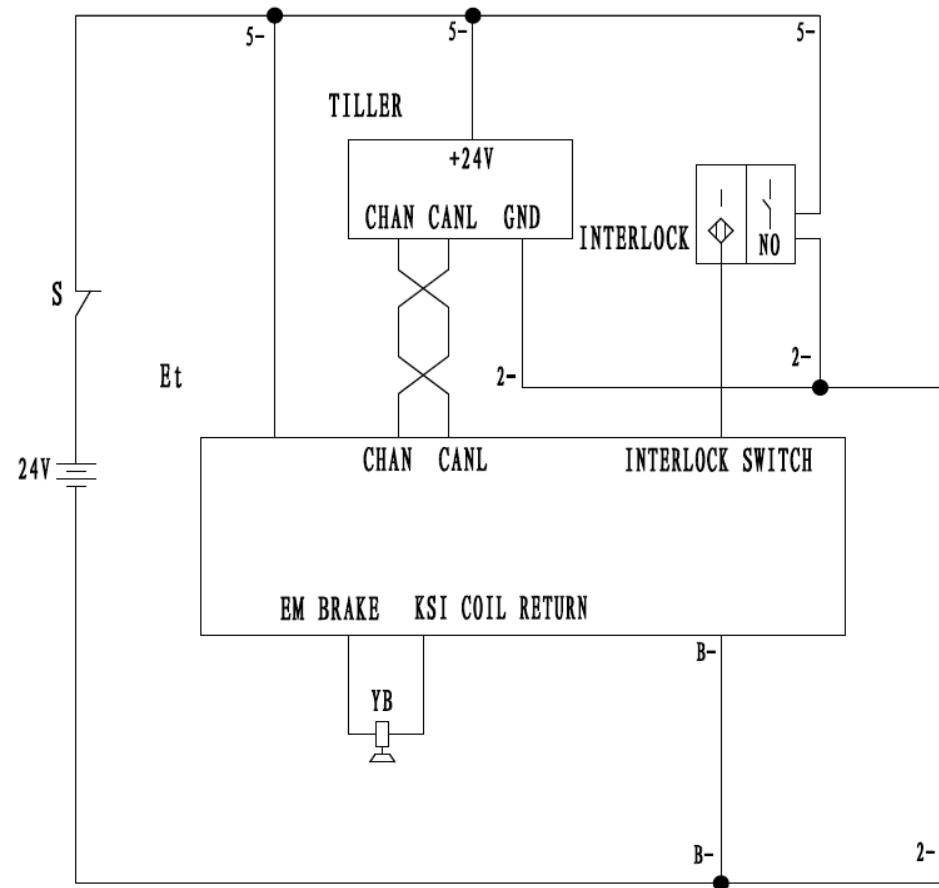 5-
5-
5-
TILLER
+24V
CHAN CANL GND
INTERLOCK
NO
S
2-
2-
Et
24V
CHAN CANL
INTERLOCK SWITCH
EM BRAKE
KSI COIL RETURN
B-
YB
B-
2-